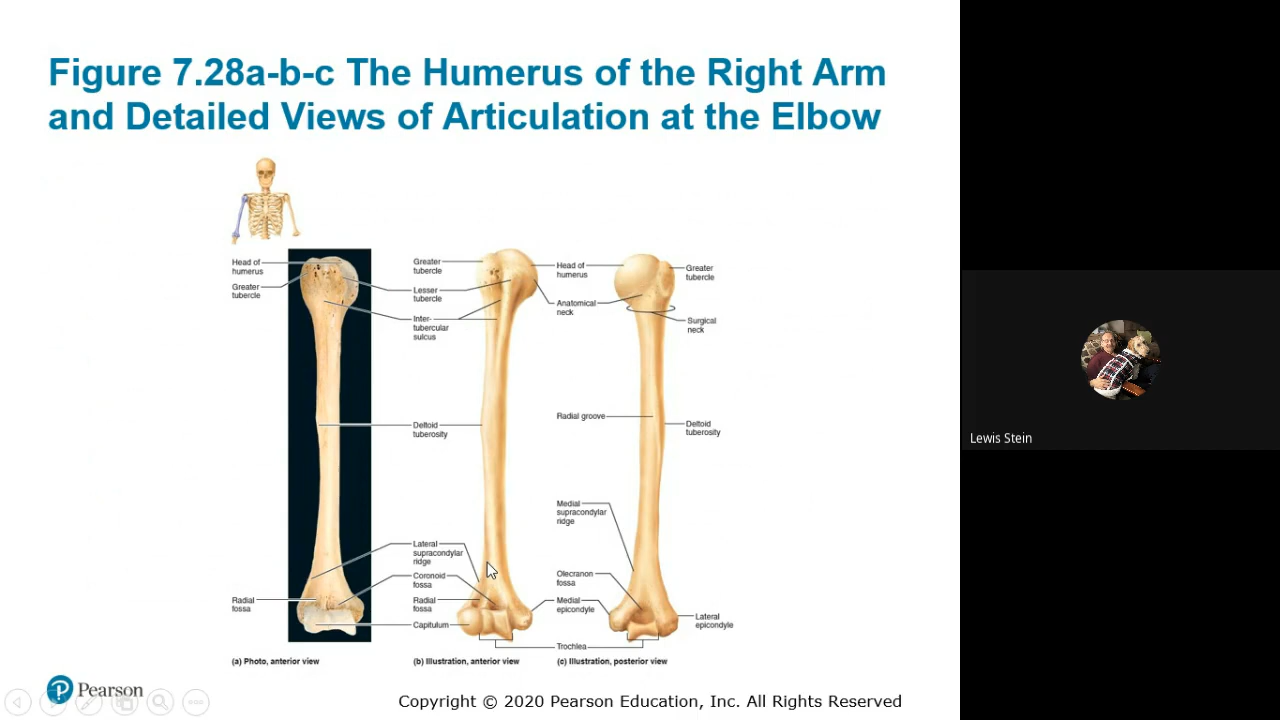 Figure 7.28a-b-c The Humerus of the Right Arm
and Detailed Views of Articulation at the Elbow
Head of
humerus
Greater
tubercle
Greater
tubercle
Lesser
tubercle
Inter-
tubercular
sulcus
Head of
humerus
Anatomical
neck
Greater
tubercle
Surgical
neck
Deltoid
tuberosity
Radial groove
Deltoid
tuberosity
Medial
supracondylar
ridge
Lateral
supracondylar
ridge
Coronoid
fossa
Olecranon
fossa
Radial
fossa
Radial
fossa
Medial
epicondyle
Capitulum
Lateral
epicondyle
Trochlea
(a) Photo, anterior view
(b) Illustration, anterior view
(c) Illustration, posterior view
P Pearson
Copyright © 2020 Pearson Education, Inc. All Rights Reserved
Lewis Stein